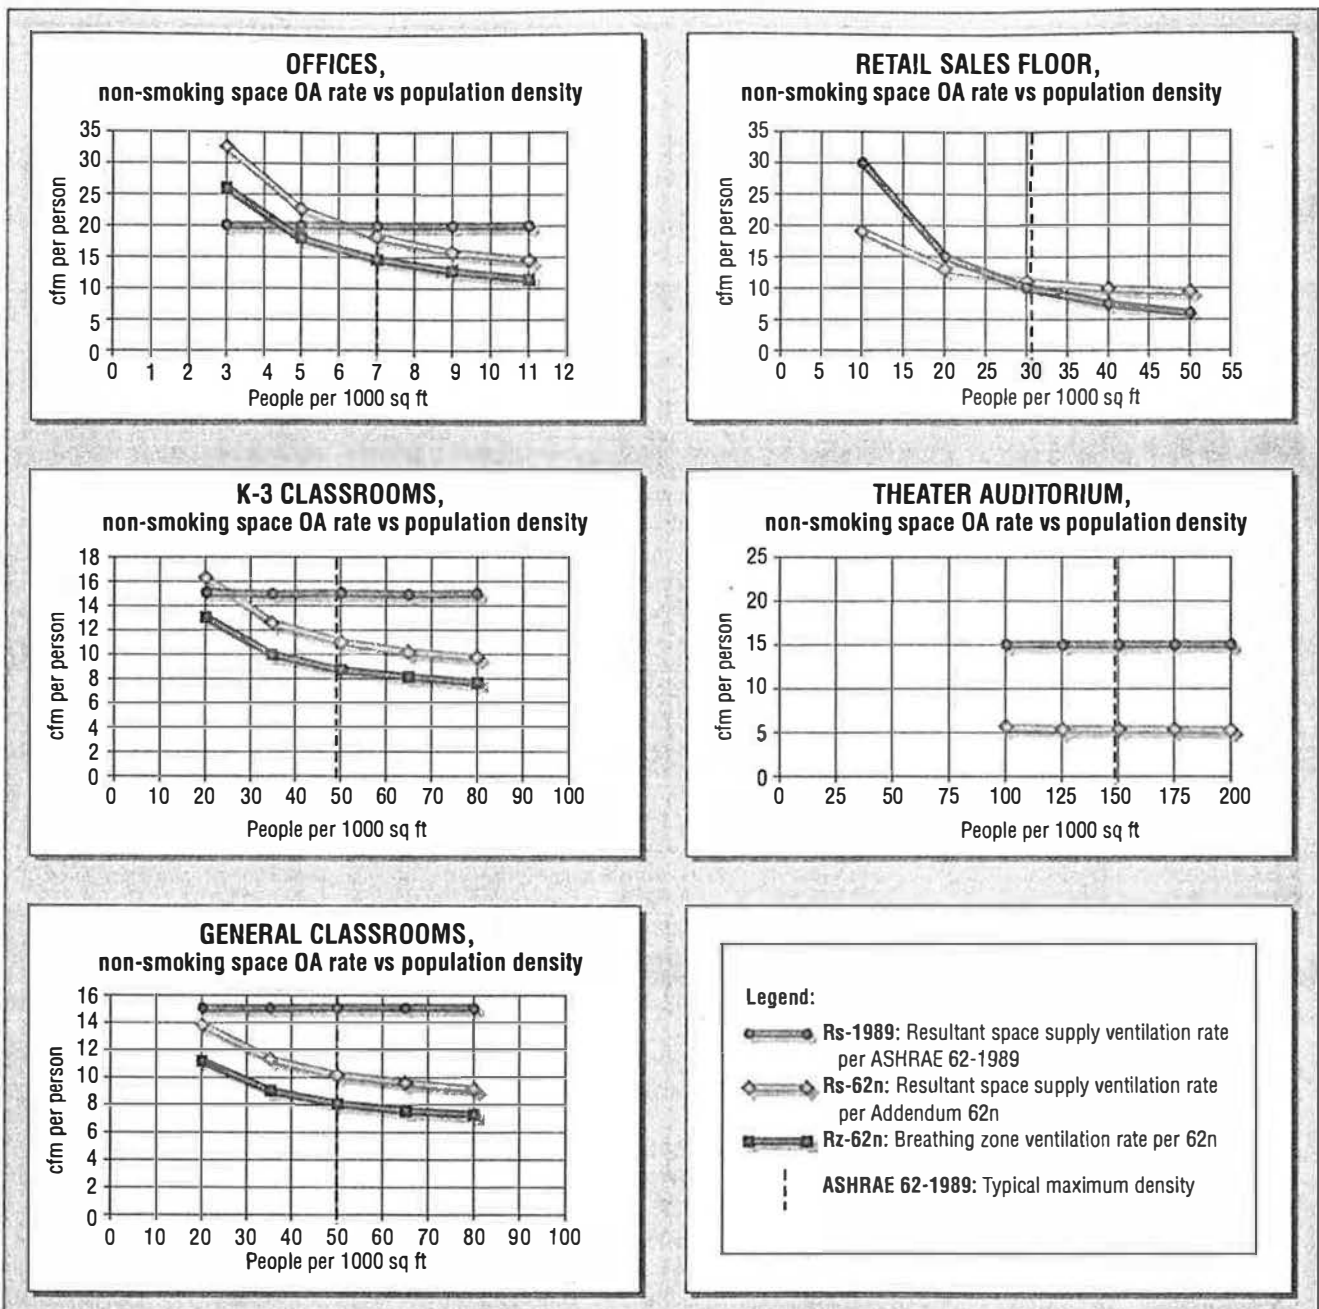 OFFICES,
non-smoking space OA rate vs population density
35
30
25
20
15
10
5
0
cfm per person
0 1 2 3 4 5 6 7 8 9 10 11 12
People per 1000 sq ft
RETAIL SALES FLOOR,
non-smoking space OA rate vs population density
35
30
25
20
15
10
5
0
cfm per person
0 5 10 15 20 25 30 35 40 45 50 55
People per 1000 sq ft
K-3 CLASSROOMS,
non-smoking space OA rate vs population density
18
16
14
12
10
8
6
4
2
0
cfm per person
0 10 20 30 40 50 60 70 80 90 100
People per 1000 sq ft
THEATER AUDITORIUM,
non-smoking space OA rate vs population density
25
20
15
10
5
0
cfm per person
0 25 50 75 100 125 150 175 200
People per 1000 sq ft
GENERAL CLASSROOMS,
non-smoking space OA rate vs population density
16
14
12
10
8
6
4
2
0
cfm per person
0 10 20 30 40 50 60 70 80 90 100
People per 1000 sq ft
Legend:
Rs-1989: Resultant space supply ventilation rate
per ASHRAE 62-1989
Rs-62n: Resultant space supply ventilation rate
per Addendum 62n
Rz-62n: Breathing zone ventilation rate per 62n
ASHRAE 62-1989: Typical maximum density